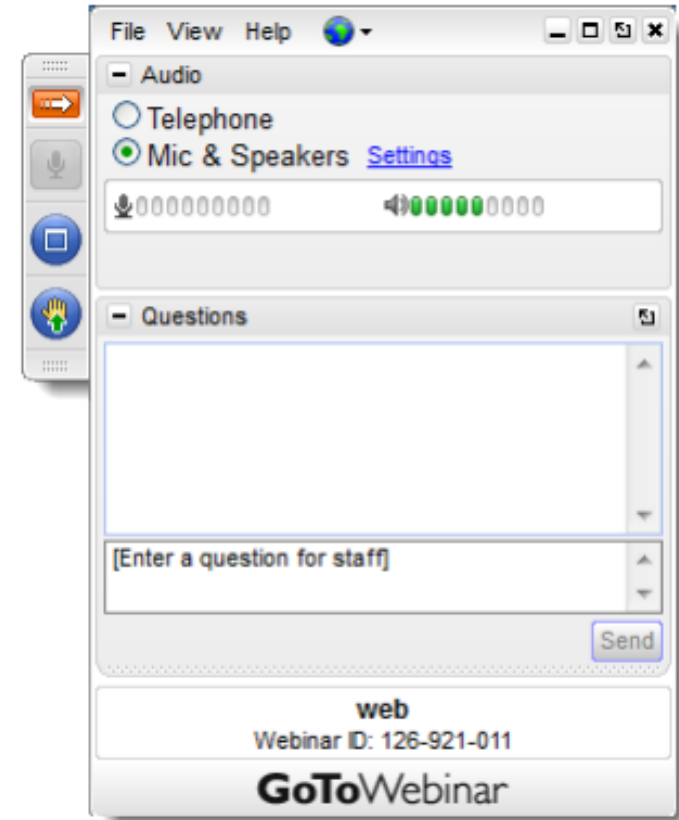 File View Help
Audio
Telephone
Mic & Speakers Settings
Questions
[Enter a question for staff]
Send
web
Webinar ID: 126-921-011
GoToWebinar